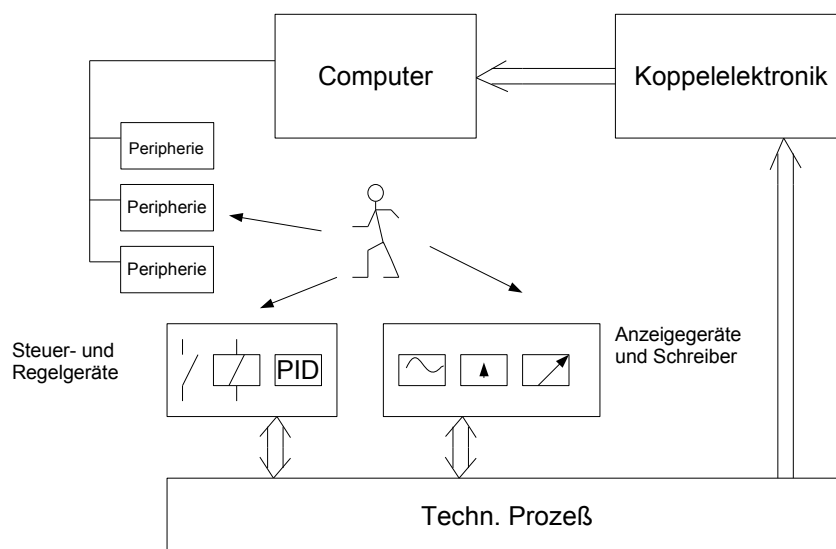 Computer
Koppelelektronik
Peripherie
Peripherie
Peripherie
Steuer- und
Regelgeräte
PID
Anzeigegeräte
und Schreiber
Techn. Prozeß